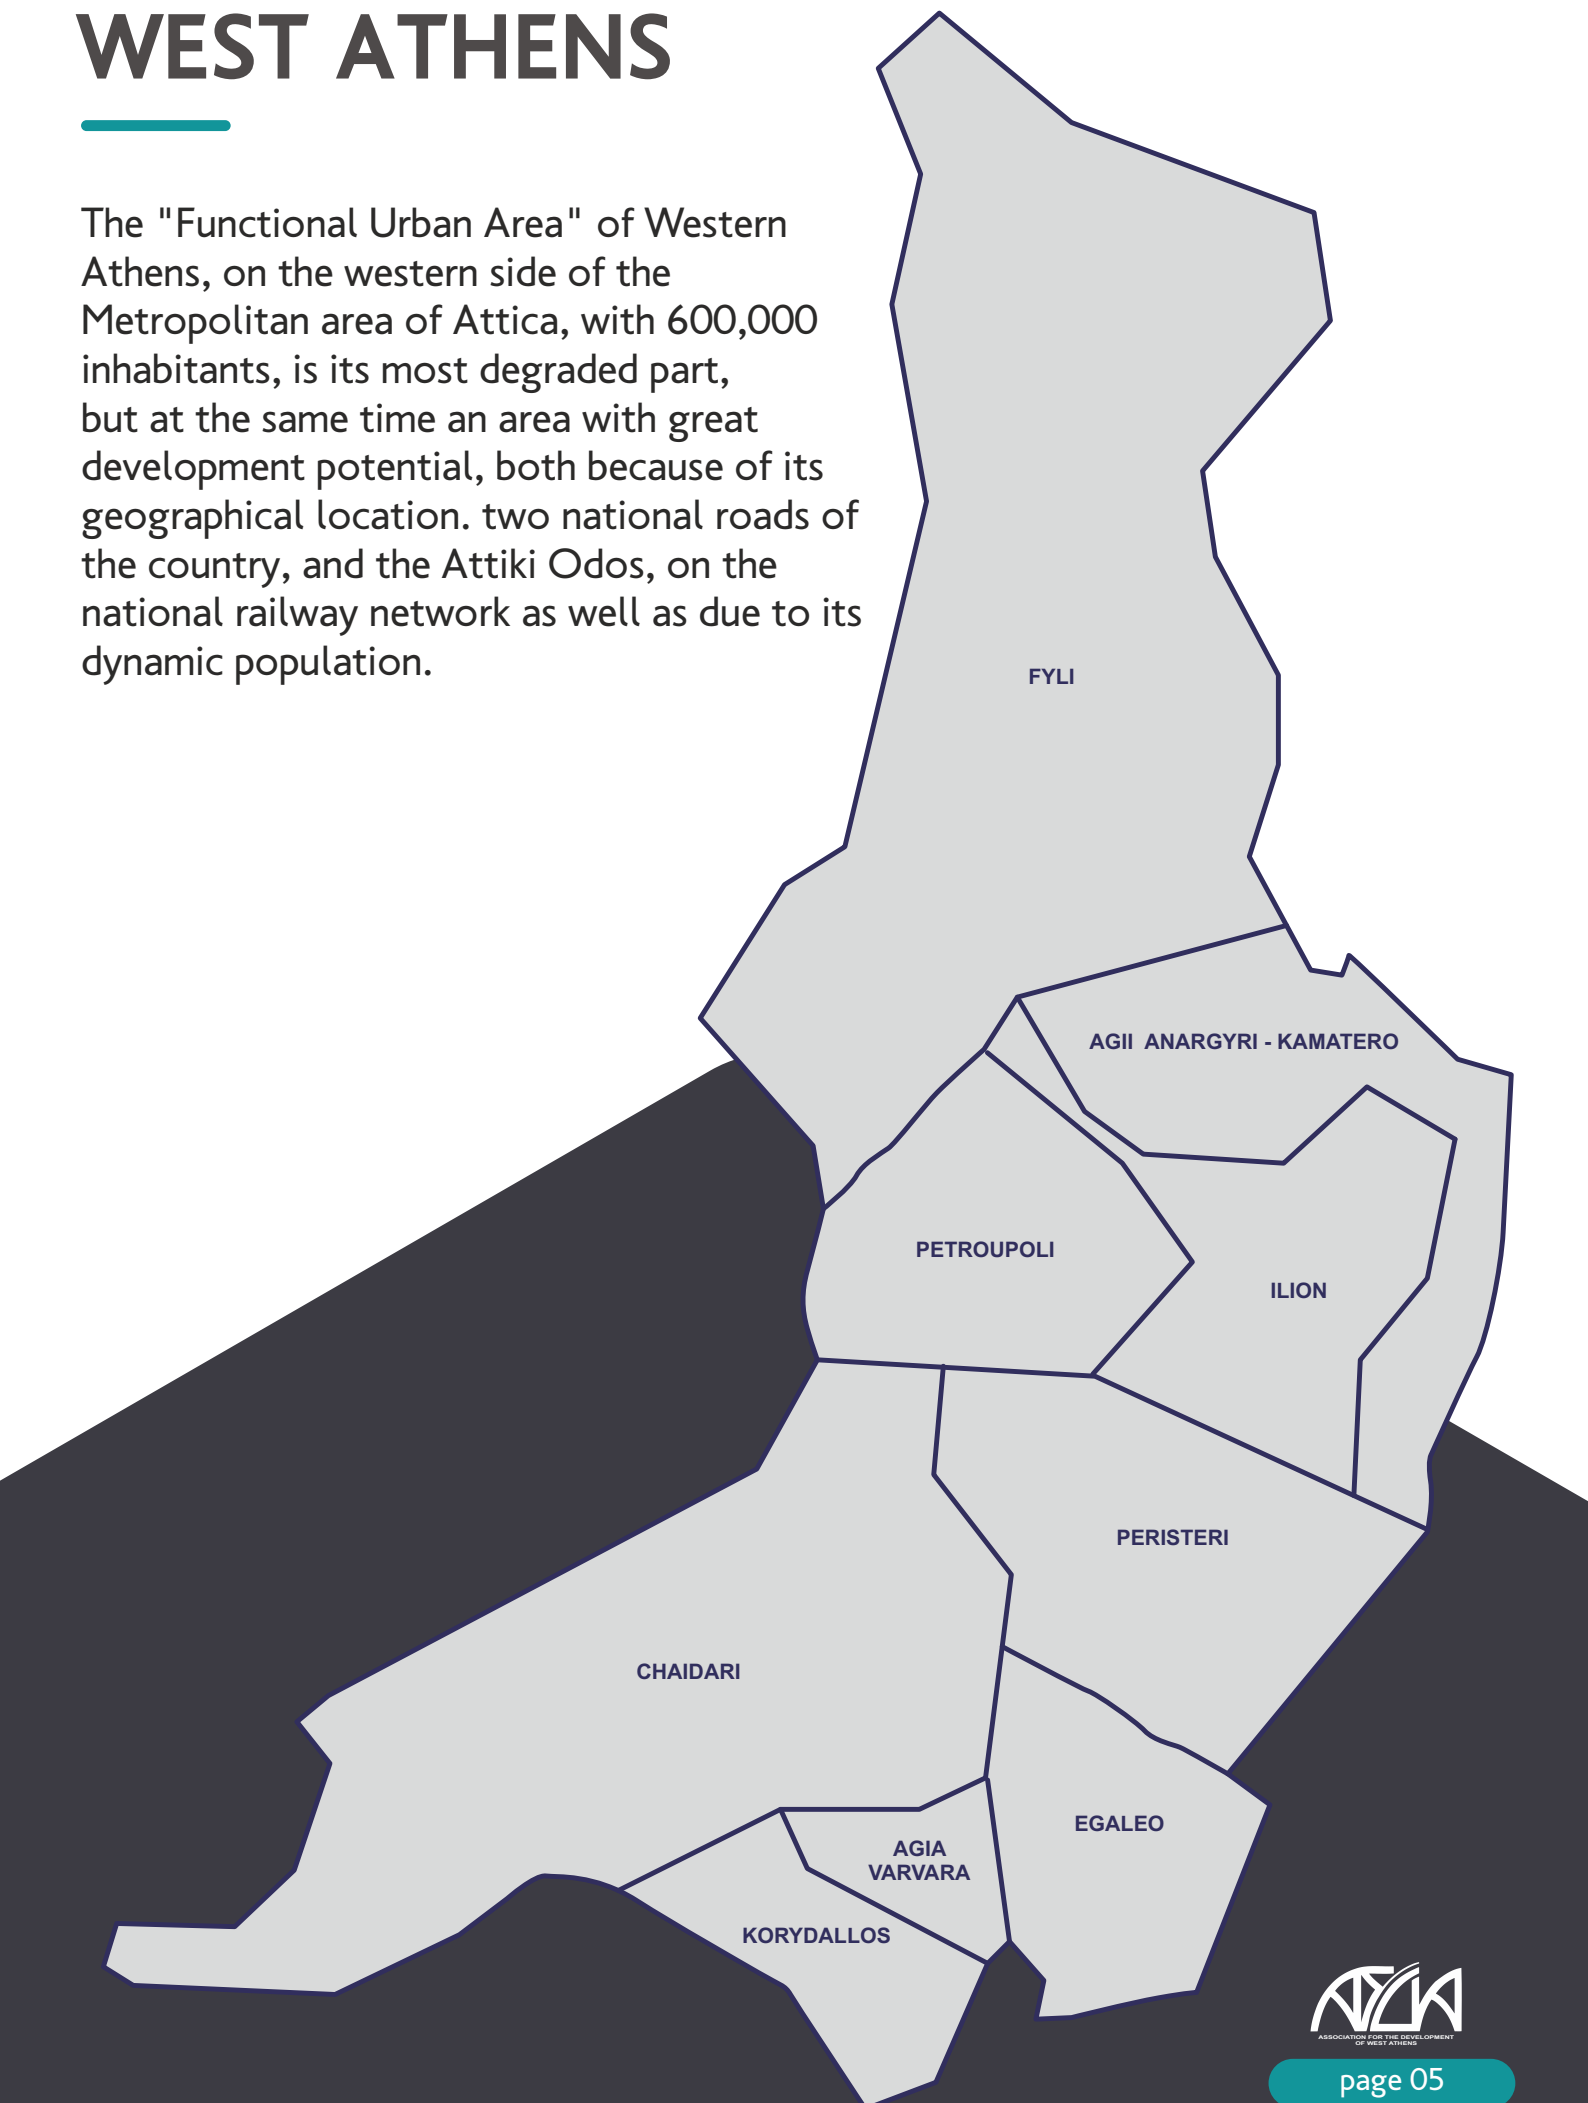 WEST ATHENS
The "Functional Urban Area" of Western
Athens, on the western side of the
Metropolitan area of Attica, with 600,000
inhabitants, is its most degraded part,
but at the same time an area with great
development potential, both because of its
geographical location. two national roads of
the country, and the Attiki Odos, on the
national railway network as well as due to its
dynamic population.
FYLI
AGII ANARGYRI - KAMATERO
PETROUPOLI
ILION
PERISTERI
CHAIDARI
EGALEO
AGIA
VARVARA
KORYDALLOS
ASSOCIATION FOR THE DEVELOPMENT
OF WEST ATHENS
page 05